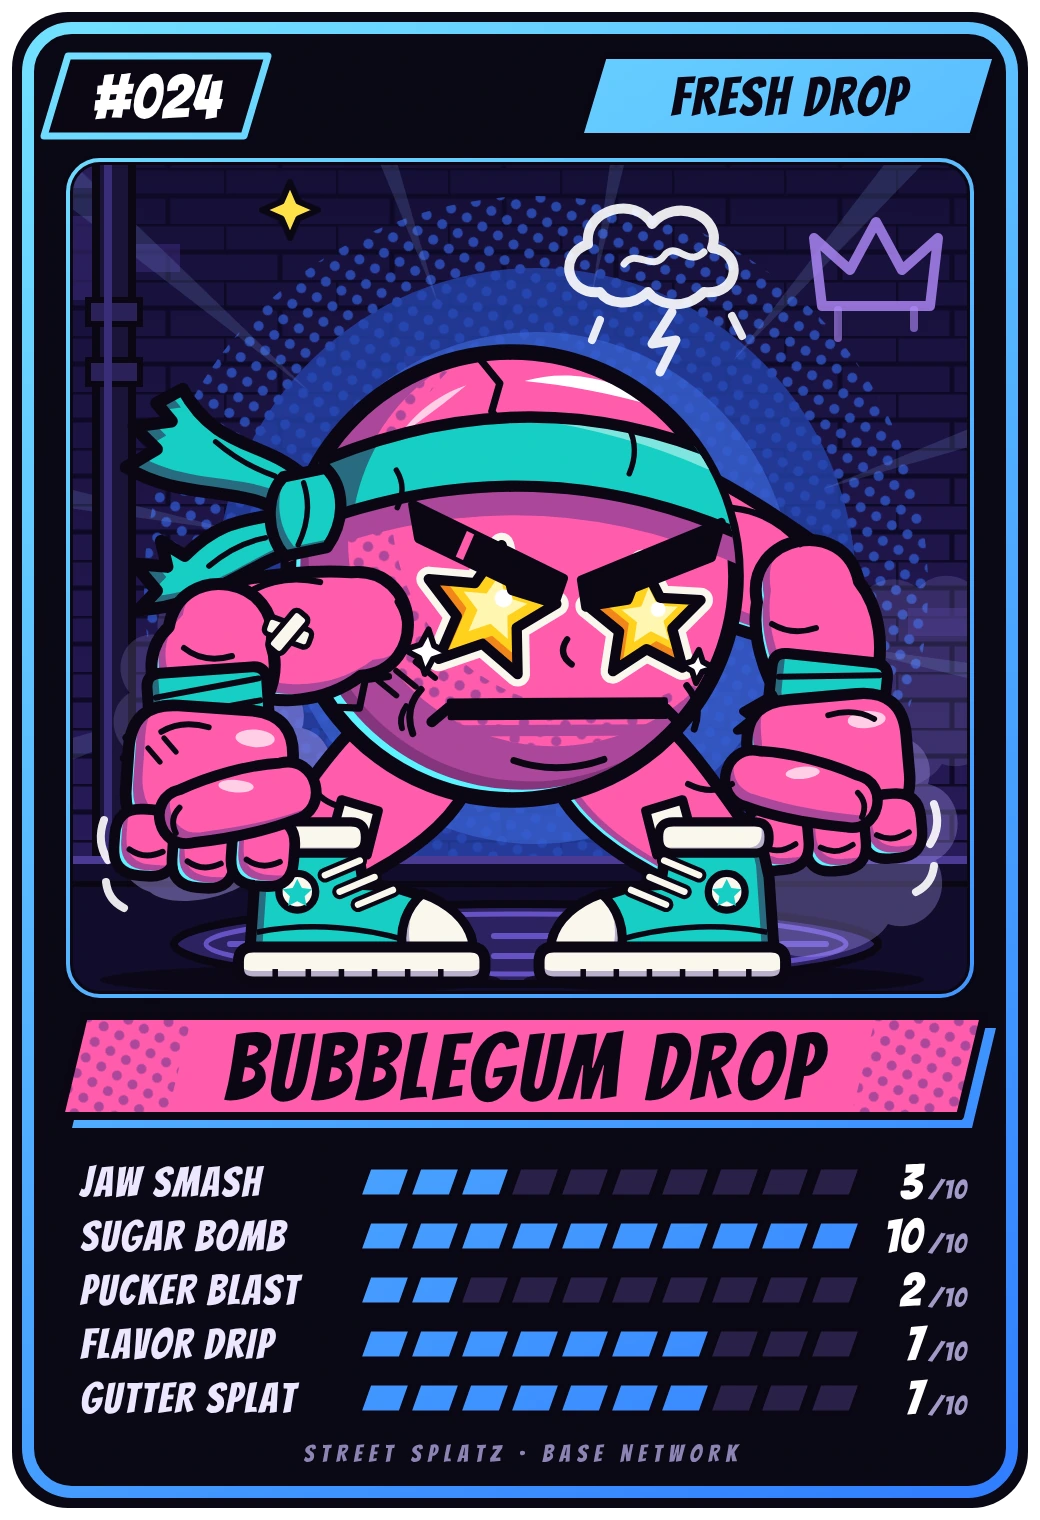 #024
FRESH DROP
BUBBLEGUM DROP
JAW SMASH 3/10
SUGAR BOMB 10/10
PUCKER BLAST 2/10
FLAVOR DRIP 7/10
GUTTER SPLAT 7/10
STREET SPLATZ · BASE NETWORK